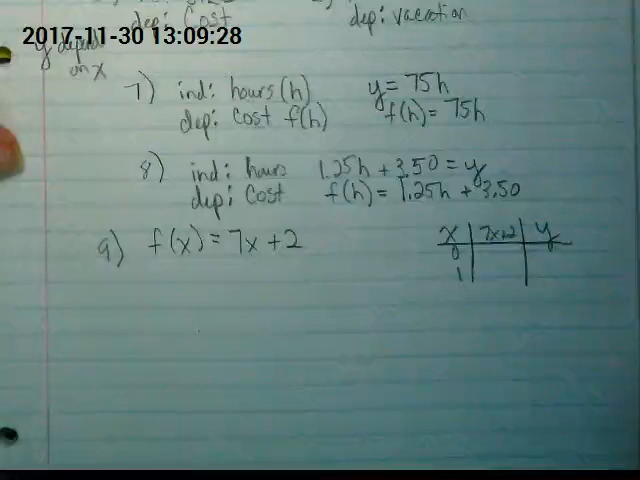 dep: Cost
dep: vacation
2017-11-30 13:09:28
y depend
on x
7) ind: hours (h) y = 75h
dep: cost f(h) f(h) = 75h
8) ind: hours 1.25h + 3.50 = y
dep: Cost f(h) = 1.25h + 3.50
9) f(x) = 7x + 2
x 7x+2 y
0
1